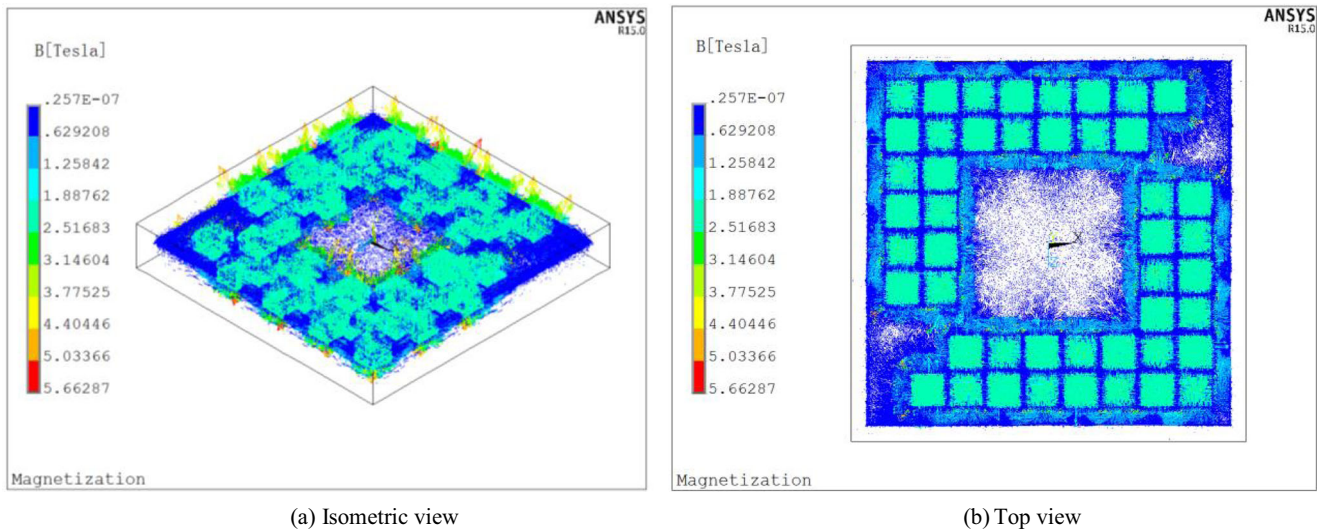 ANSYS
R15.0
B[Tesla]
.257E-07
.629208
1.25842
1.88762
2.51683
3.14604
3.77525
4.40446
5.03366
5.66287
Magnetization
(a) Isometric view
ANSYS
R15.0
B[Tesla]
.257E-07
.629208
1.25842
1.88762
2.51683
3.14604
3.77525
4.40446
5.03366
5.66287
Magnetization
(b) Top view